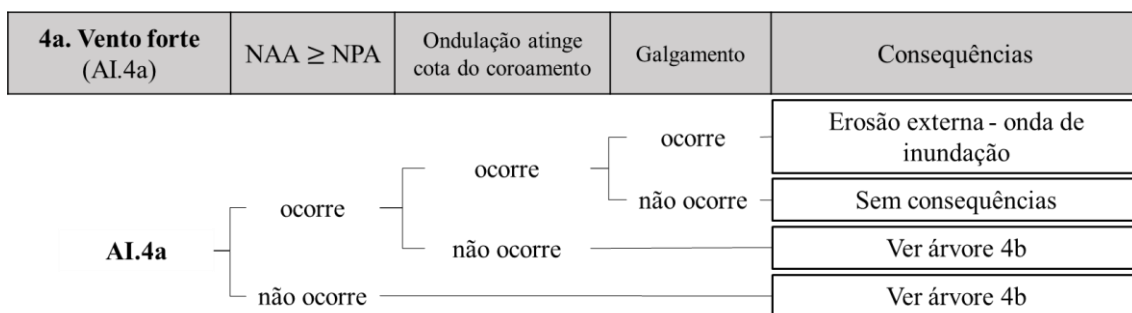 4a. Vento forte
(AI.4a)
NAA ≥ NPA
Ondulação atinge
cota do coroamento
Galgamento
Consequências
ocorre
Erosão externa - onda de
inundação
ocorre
não ocorre
Sem consequências
ocorre
não ocorre
Ver árvore 4b
AI.4a
não ocorre
Ver árvore 4b